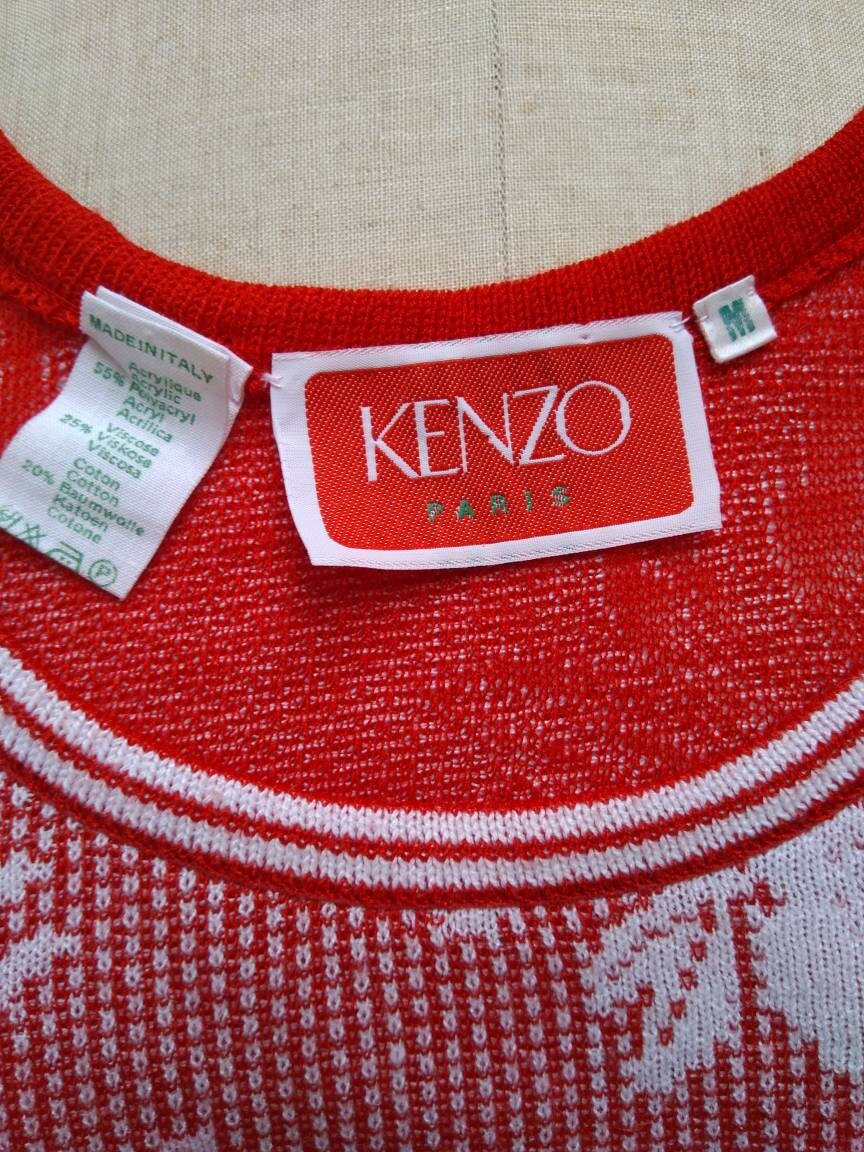 MADE IN ITALY
Acrylique
55% Acrylic
Polyacryl
Acryl
Acrilica
Viscose
25% Viskose
Viscosa
Coton
Cotton
20% Baumwolle
Katoen
Cotone
P
KENZO
PARIS
M